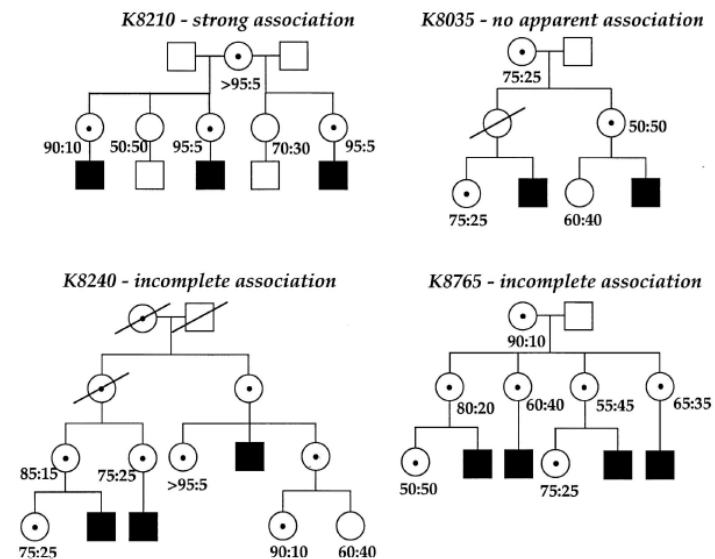 K8210 - strong association
>95:5
90:10 50:50 95:5 70:30 95:5
K8035 - no apparent association
75:25
50:50
75:25 60:40
K8240 - incomplete association
85:15 75:25 >95:5
75:25 90:10 60:40
K8765 - incomplete association
90:10
80:20 60:40 55:45 65:35
50:50 75:25